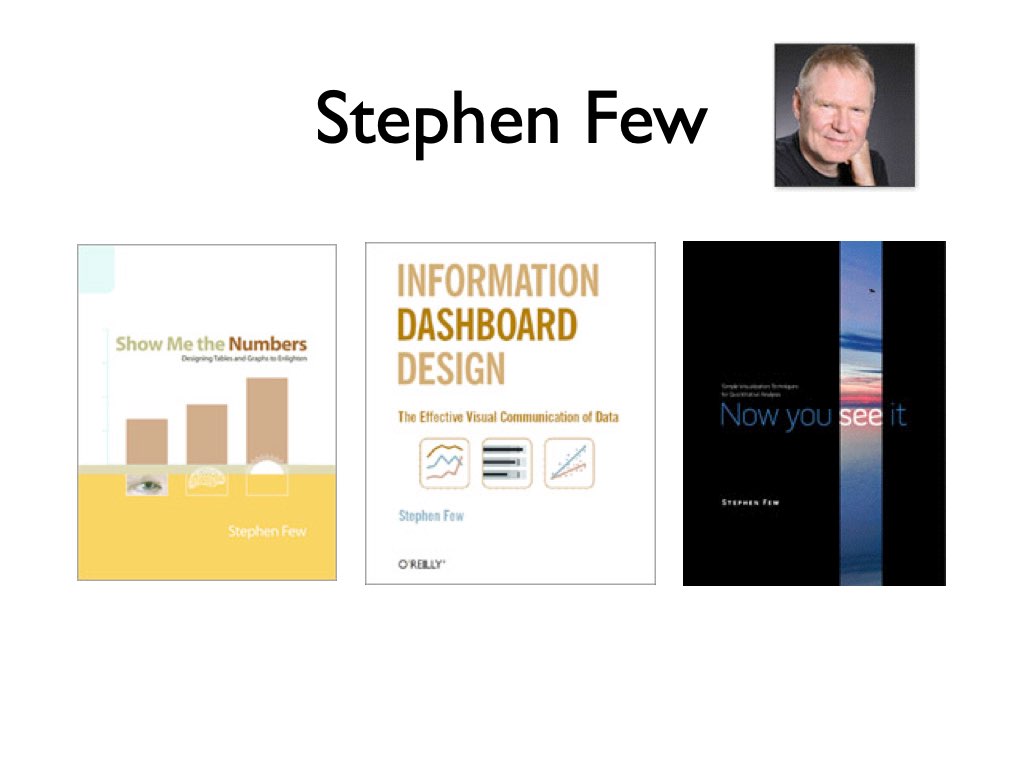 Stephen Few
Show Me the Numbers
Designing Tables and Graphs to Enlighten
Stephen Few
INFORMATION
DASHBOARD
DESIGN
The Effective Visual Communication of Data
Stephen Few
O'REILLY®
Simple Visualization Techniques
for Quantitative Analysis
Now you see it
STEPHEN FEW